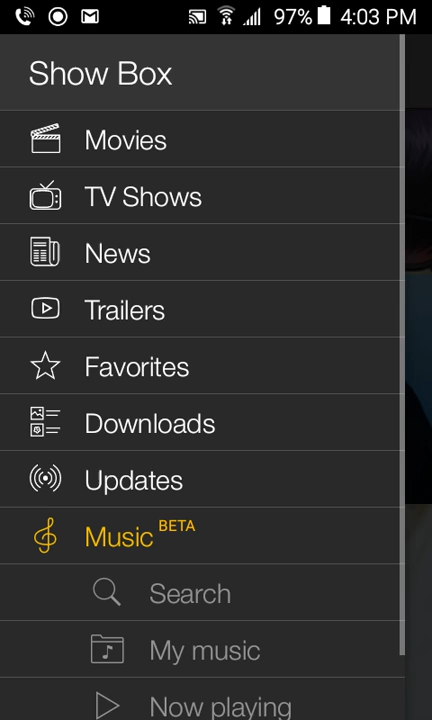 97% 4:03 PM
Show Box
Movies
TV Shows
News
Trailers
Favorites
Downloads
Updates
Music BETA
Search
My music
Now playing